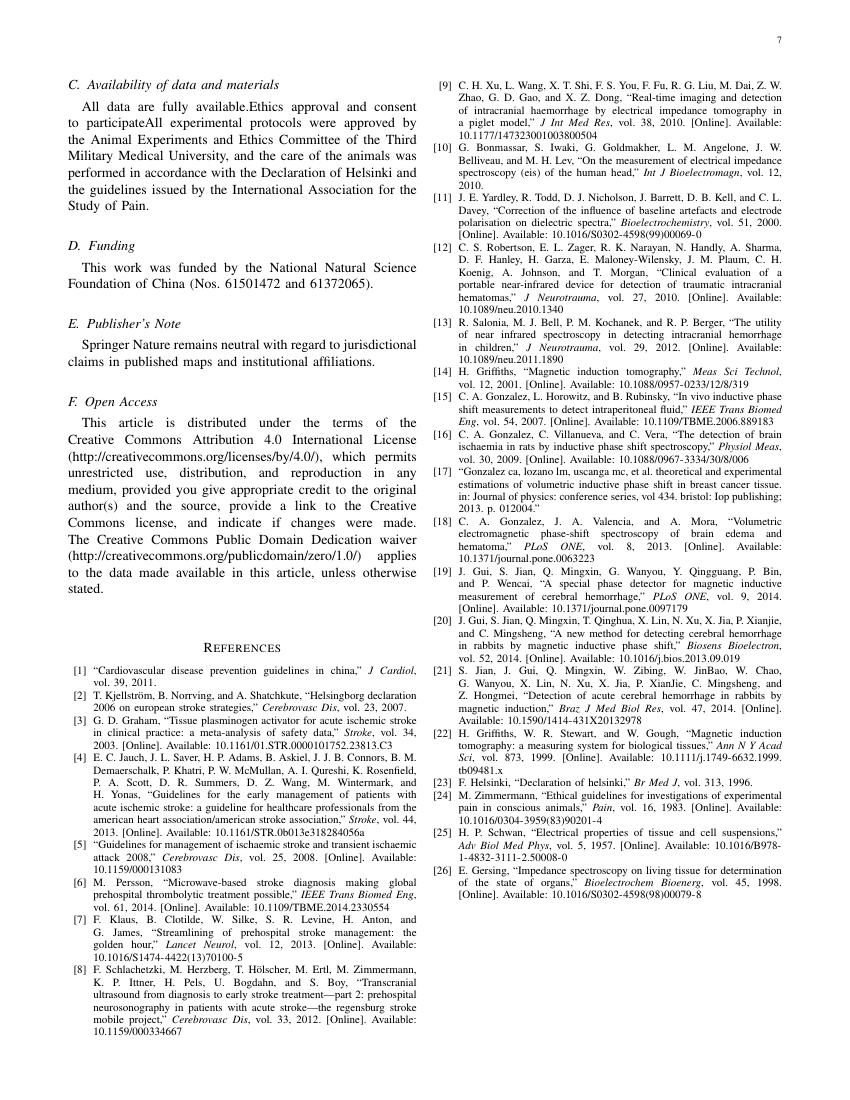 7
C. Availability of data and materials
All data are fully available.Ethics approval and consent
to participateAll experimental protocols were approved by
the Animal Experiments and Ethics Committee of the Third
Military Medical University, and the care of the animals was
performed in accordance with the Declaration of Helsinki and
the guidelines issued by the International Association for the
Study of Pain.
D. Funding
This work was funded by the National Natural Science
Foundation of China (Nos. 61501472 and 61372065).
E. Publisher's Note
Springer Nature remains neutral with regard to jurisdictional
claims in published maps and institutional affiliations.
F. Open Access
This article is distributed under the terms of the
Creative Commons Attribution 4.0 International License
(http://creativecommons.org/licenses/by/4.0/), which permits
unrestricted use, distribution, and reproduction in any
medium, provided you give appropriate credit to the original
author(s) and the source, provide a link to the Creative
Commons license, and indicate if changes were made.
The Creative Commons Public Domain Dedication waiver
(http://creativecommons.org/publicdomain/zero/1.0/) applies
to the data made available in this article, unless otherwise
stated.
REFERENCES
[1] “Cardiovascular disease prevention guidelines in china,” J Cardiol,
vol. 39, 2011.
[2] T. Kjellström, B. Norrving, and A. Shatchkute, “Helsingborg declaration
2006 on european stroke strategies,” Cerebrovasc Dis, vol. 23, 2007.
[3] G. D. Graham, “Tissue plasminogen activator for acute ischemic stroke
in clinical practice: a meta-analysis of safety data,” Stroke, vol. 34,
2003. [Online]. Available: 10.1161/01.STR.0000101752.23813.C3
[4] E. C. Jauch, J. L. Saver, H. P. Adams, B. Askiel, J. J. B. Connors, B. M.
Demaerschalk, P. Khatri, P. W. McMullan, A. I. Qureshi, K. Rosenfield,
P. A. Scott, D. R. Summers, D. Z. Wang, M. Wintermark, and
H. Yonas, “Guidelines for the early management of patients with
acute ischemic stroke: a guideline for healthcare professionals from the
american heart association/american stroke association,” Stroke, vol. 44,
2013. [Online]. Available: 10.1161/STR.0b013e318284056a
[5] “Guidelines for management of ischaemic stroke and transient ischaemic
attack 2008,” Cerebrovasc Dis, vol. 25, 2008. [Online]. Available:
10.1159/000131083
[6] M. Persson, “Microwave-based stroke diagnosis making global
prehospital thrombolytic treatment possible,” IEEE Trans Biomed Eng,
vol. 61, 2014. [Online]. Available: 10.1109/TBME.2014.2330554
[7] F. Klaus, B. Clotilde, W. Silke, S. R. Levine, H. Anton, and
G. James, “Streamlining of prehospital stroke management: the
golden hour,” Lancet Neurol, vol. 12, 2013. [Online]. Available:
10.1016/S1474-4422(13)70100-5
[8] F. Schlachetzki, M. Herzberg, T. Hölscher, M. Ertl, M. Zimmermann,
K. P. Ittner, H. Pels, U. Bogdahn, and S. Boy, “Transcranial
ultrasound from diagnosis to early stroke treatment—part 2: prehospital
neurosonography in patients with acute stroke—the regensburg stroke
mobile project,” Cerebrovasc Dis, vol. 33, 2012. [Online]. Available:
10.1159/000334667
[9] C. H. Xu, L. Wang, X. T. Shi, F. S. You, F. Fu, R. G. Liu, M. Dai, Z. W.
Zhao, G. D. Gao, and X. Z. Dong, “Real-time imaging and detection
of intracranial haemorrhage by electrical impedance tomography in
a piglet model,” J Int Med Res, vol. 38, 2010. [Online]. Available:
10.1177/147323001003800504
[10] G. Bonmassar, S. Iwaki, G. Goldmakher, L. M. Angelone, J. W.
Belliveau, and M. H. Lev, “On the measurement of electrical impedance
spectroscopy (eis) of the human head,” Int J Bioelectromagn, vol. 12,
2010.
[11] J. E. Yardley, R. Todd, D. J. Nicholson, J. Barrett, D. B. Kell, and C. L.
Davey, “Correction of the influence of baseline artefacts and electrode
polarisation on dielectric spectra,” Bioelectrochemistry, vol. 51, 2000.
[Online]. Available: 10.1016/S0302-4598(99)00069-0
[12] C. S. Robertson, E. L. Zager, R. K. Narayan, N. Handly, A. Sharma,
D. F. Hanley, H. Garza, E. Maloney-Wilensky, J. M. Plaum, C. H.
Koenig, A. Johnson, and T. Morgan, “Clinical evaluation of a
portable near-infrared device for detection of traumatic intracranial
hematomas,” J Neurotrauma, vol. 27, 2010. [Online]. Available:
10.1089/neu.2010.1340
[13] R. Salonia, M. J. Bell, P. M. Kochanek, and R. P. Berger, “The utility
of near infrared spectroscopy in detecting intracranial hemorrhage
in children,” J Neurotrauma, vol. 29, 2012. [Online]. Available:
10.1089/neu.2011.1890
[14] H. Griffiths, “Magnetic induction tomography,” Meas Sci Technol,
vol. 12, 2001. [Online]. Available: 10.1088/0957-0233/12/8/319
[15] C. A. Gonzalez, L. Horowitz, and B. Rubinsky, “In vivo inductive phase
shift measurements to detect intraperitoneal fluid,” IEEE Trans Biomed
Eng, vol. 54, 2007. [Online]. Available: 10.1109/TBME.2006.889183
[16] C. A. Gonzalez, C. Villanueva, and C. Vera, “The detection of brain
ischaemia in rats by inductive phase shift spectroscopy,” Physiol Meas,
vol. 30, 2009. [Online]. Available: 10.1088/0967-3334/30/8/006
[17] “Gonzalez ca, lozano lm, uscanga mc, et al. theoretical and experimental
estimations of volumetric inductive phase shift in breast cancer tissue.
in: Journal of physics: conference series, vol 434. bristol: Iop publishing;
2013. p. 012004.”
[18] C. A. Gonzalez, J. A. Valencia, and A. Mora, “Volumetric
electromagnetic phase-shift spectroscopy of brain edema and
hematoma,” PLoS ONE, vol. 8, 2013. [Online]. Available:
10.1371/journal.pone.0063223
[19] J. Gui, S. Jian, Q. Mingxin, G. Wanyou, Y. Qingguang, P. Bin,
and P. Wencai, “A special phase detector for magnetic inductive
measurement of cerebral hemorrhage,” PLoS ONE, vol. 9, 2014.
[Online]. Available: 10.1371/journal.pone.0097179
[20] J. Gui, S. Jian, Q. Mingxin, T. Qinghua, X. Lin, N. Xu, X. Jia, P. Xianjie,
and C. Mingsheng, “A new method for detecting cerebral hemorrhage
in rabbits by magnetic inductive phase shift,” Biosens Bioelectron,
vol. 52, 2014. [Online]. Available: 10.1016/j.bios.2013.09.019
[21] S. Jian, J. Gui, Q. Mingxin, W. Zibing, W. JinBao, W. Chao,
G. Wanyou, X. Lin, N. Xu, X. Jia, P. XianJie, C. Mingsheng, and
Z. Hongmei, “Detection of acute cerebral hemorrhage in rabbits by
magnetic induction,” Braz J Med Biol Res, vol. 47, 2014. [Online].
Available: 10.1590/1414-431X20132978
[22] H. Griffiths, W. R. Stewart, and W. Gough, “Magnetic induction
tomography: a measuring system for biological tissues,” Ann N Y Acad
Sci, vol. 873, 1999. [Online]. Available: 10.1111/j.1749-6632.1999.
tb09481.x
[23] F. Helsinki, “Declaration of helsinki,” Br Med J, vol. 313, 1996.
[24] M. Zimmermann, “Ethical guidelines for investigations of experimental
pain in conscious animals,” Pain, vol. 16, 1983. [Online]. Available:
10.1016/0304-3959(83)90201-4
[25] H. P. Schwan, “Electrical properties of tissue and cell suspensions,”
Adv Biol Med Phys, vol. 5, 1957. [Online]. Available: 10.1016/B978-
1-4832-3111-2.50008-0
[26] E. Gersing, “Impedance spectroscopy on living tissue for determination
of the state of organs,” Bioelectrochem Bioenerg, vol. 45, 1998.
[Online]. Available: 10.1016/S0302-4598(98)00079-8